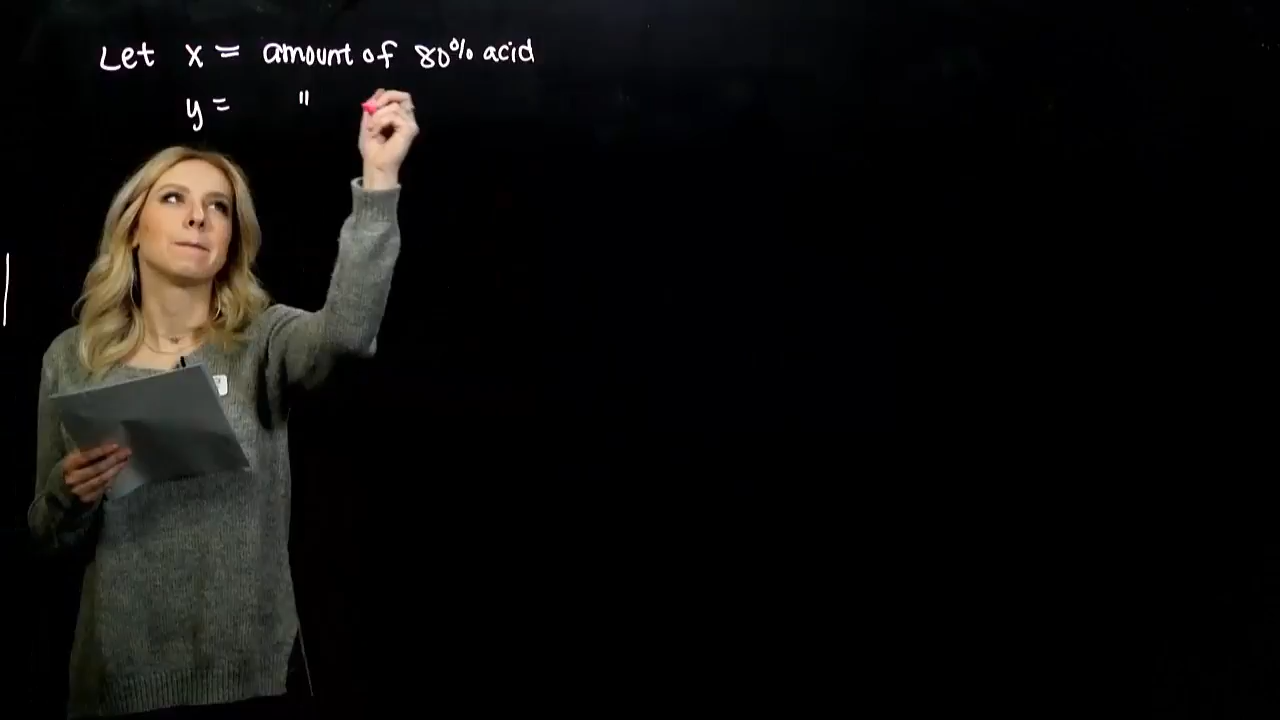 Let x = amount of 80% acid
y = "